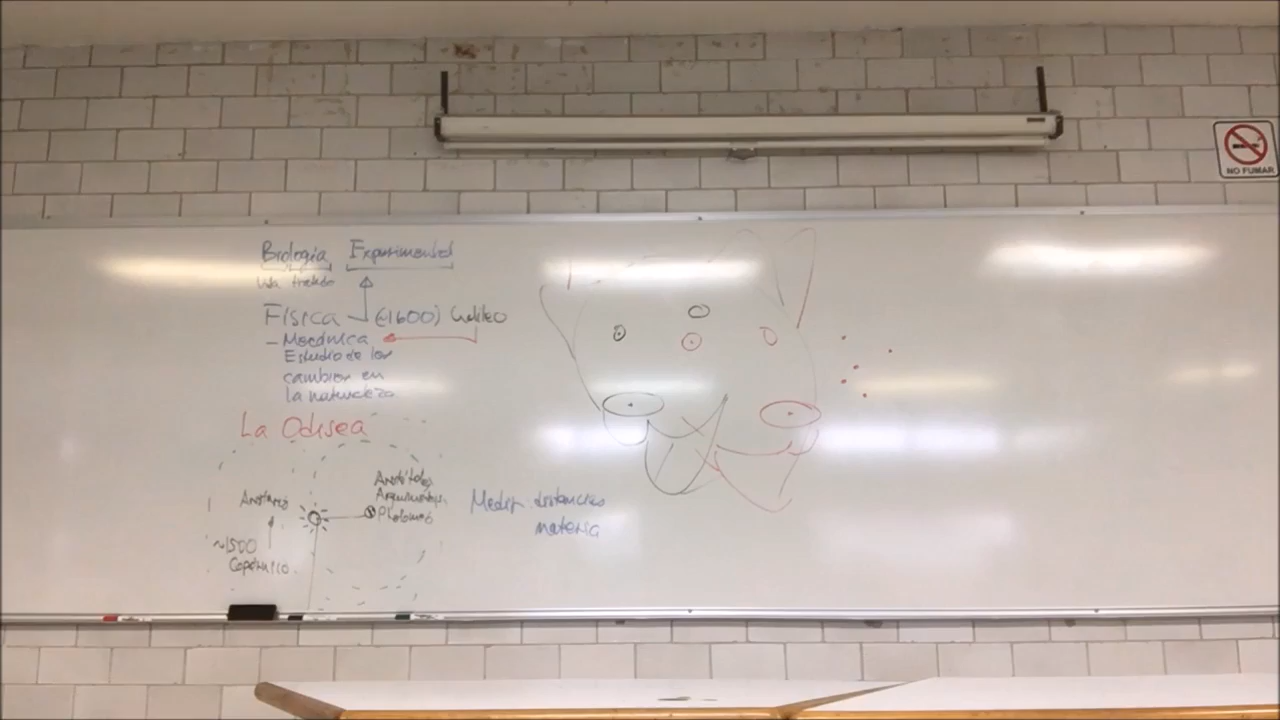 Biología Experimental
Física (~1600) Galileo
- Mecánica
Estudio de los
cambios en
la naturaleza
La Odisea
Aristóteles
Ptolomeo
~1500
Copérnico
Medir distancias
materia
NO FUMAR